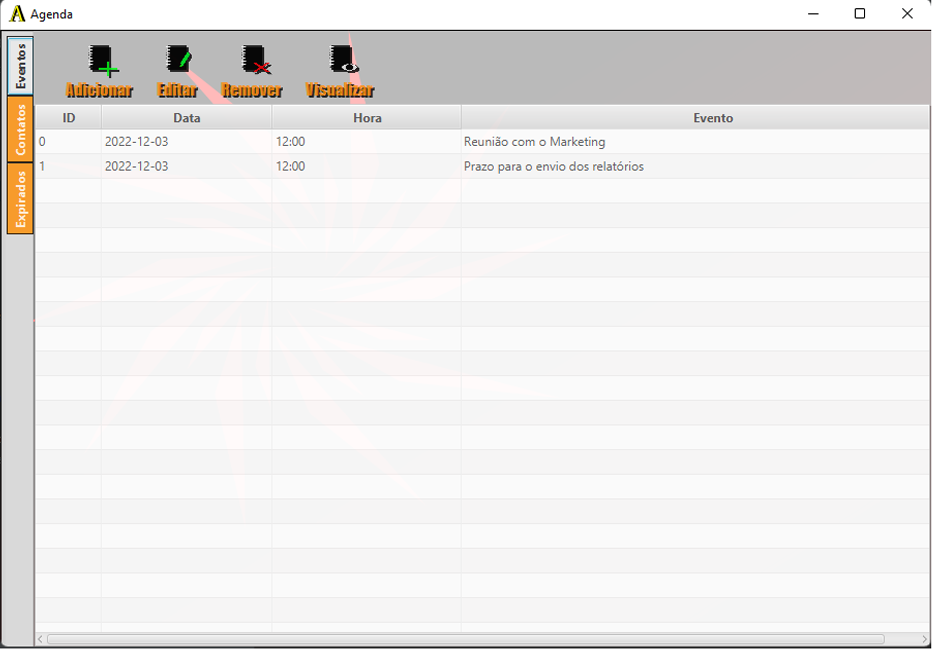 Agenda
Eventos
Contatos
Expirados
Adicionar Editar Remover Visualizar
ID Data Hora Evento
0 2022-12-03 12:00 Reunião com o Marketing
1 2022-12-03 12:00 Prazo para o envio dos relatórios